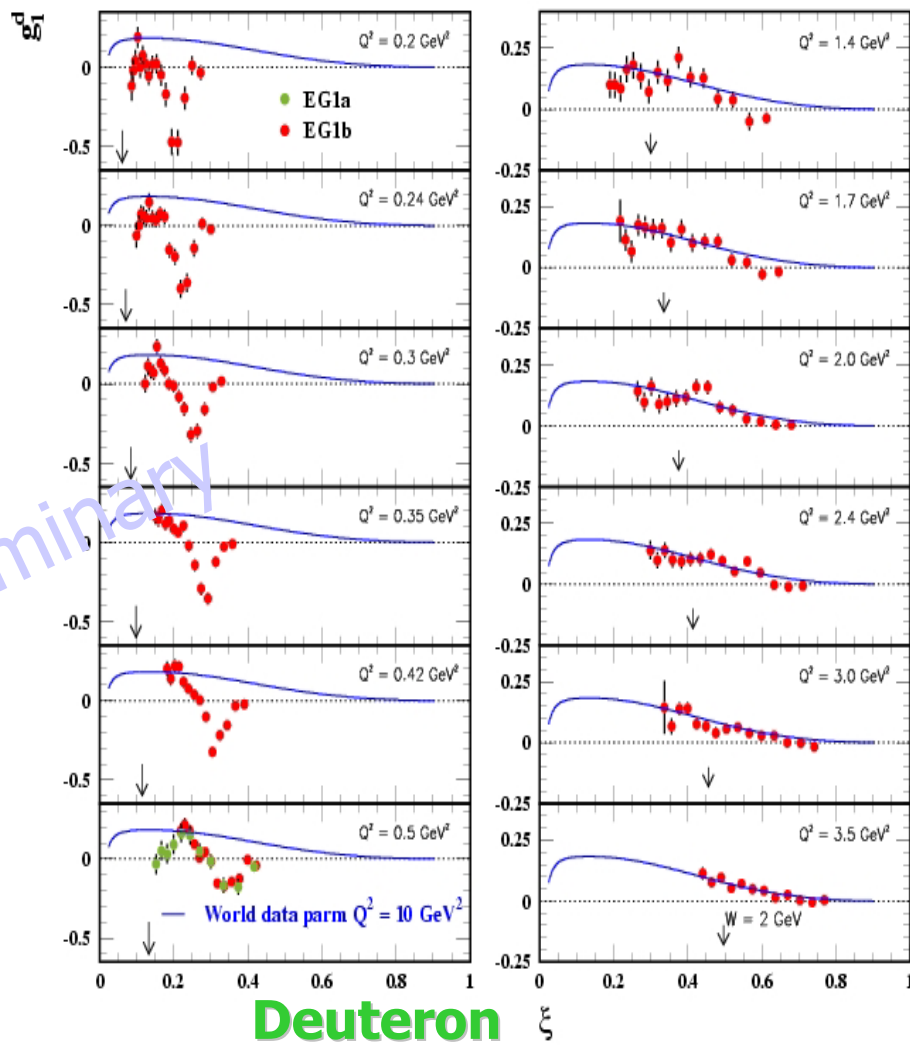 g₁ᵈ
Q² = 0.2 GeV²
EG1a
EG1b
0
-0.5
Q² = 0.24 GeV²
0
-0.5
Q² = 0.3 GeV²
0
-0.5
Q² = 0.35 GeV²
-0.5
Q² = 0.42 GeV²
0
-0.5
Q² = 0.5 GeV²
0
World data parm Q² = 10 GeV²
-0.5
0 0.2 0.4 0.6 0.8 1
minary
Q² = 1.4 GeV²
0.25
0
-0.25
Q² = 1.7 GeV²
0.25
0
-0.25
Q² = 2.0 GeV²
0.25
0
-0.25
Q² = 2.4 GeV²
0.25
0
-0.25
Q² = 3.0 GeV²
0.25
0
-0.25
Q² = 3.5 GeV²
0.25
0
W = 2 GeV
-0.25
0 0.2 0.4 0.6 0.8 1
Deuteron ξ